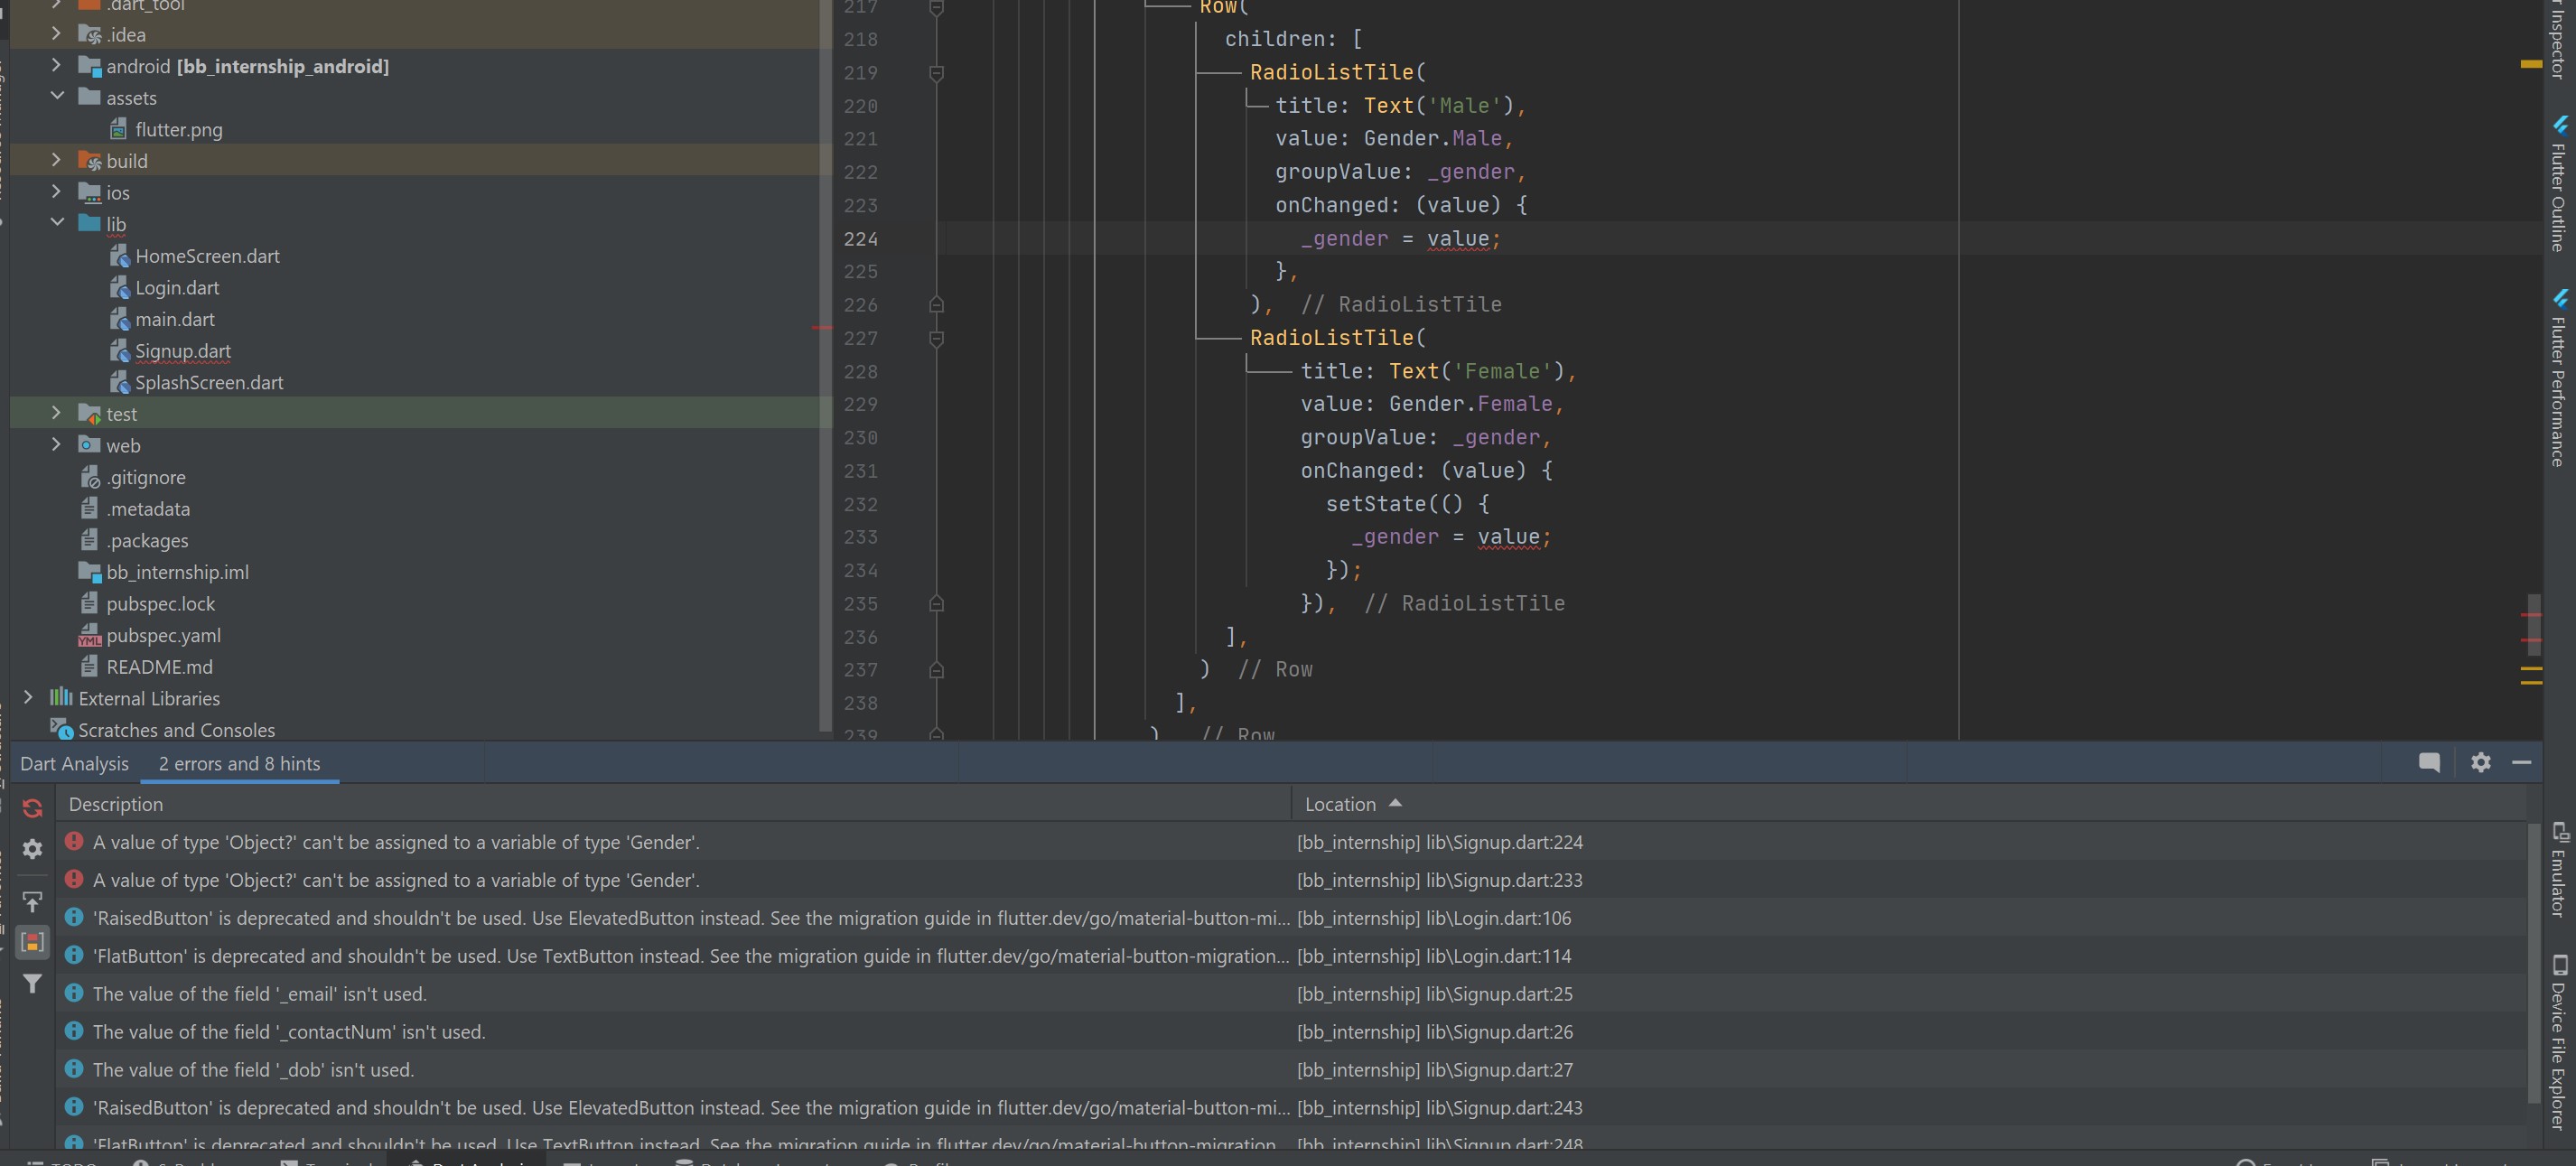 .dart_tool
.idea
android [bb_internship_android]
assets
flutter.png
build
ios
lib
HomeScreen.dart
Login.dart
main.dart
Signup.dart
SplashScreen.dart
test
web
.gitignore
.metadata
.packages
bb_internship.iml
pubspec.lock
pubspec.yaml
README.md
External Libraries
Scratches and Consoles
217 Row(
218 children: [
219 RadioListTile(
220 title: Text('Male'),
221 value: Gender.Male,
222 groupValue: _gender,
223 onChanged: (value) {
224 _gender = value;
225 },
226 ), // RadioListTile
227 RadioListTile(
228 title: Text('Female'),
229 value: Gender.Female,
230 groupValue: _gender,
231 onChanged: (value) {
232 setState(() {
233 _gender = value;
234 });
235 }), // RadioListTile
236 ],
237 ) // Row
238 ],
239 ) // Row
Inspector
Flutter Outline
Flutter Performance
Emulator
Device File Explorer
Dart Analysis 2 errors and 8 hints
Description Location
A value of type 'Object?' can't be assigned to a variable of type 'Gender'. [bb_internship] lib\Signup.dart:224
A value of type 'Object?' can't be assigned to a variable of type 'Gender'. [bb_internship] lib\Signup.dart:233
'RaisedButton' is deprecated and shouldn't be used. Use ElevatedButton instead. See the migration guide in flutter.dev/go/material-button-mi... [bb_internship] lib\Login.dart:106
'FlatButton' is deprecated and shouldn't be used. Use TextButton instead. See the migration guide in flutter.dev/go/material-button-migration... [bb_internship] lib\Login.dart:114
The value of the field '_email' isn't used. [bb_internship] lib\Signup.dart:25
The value of the field '_contactNum' isn't used. [bb_internship] lib\Signup.dart:26
The value of the field '_dob' isn't used. [bb_internship] lib\Signup.dart:27
'RaisedButton' is deprecated and shouldn't be used. Use ElevatedButton instead. See the migration guide in flutter.dev/go/material-button-mi... [bb_internship] lib\Signup.dart:243
'FlatButton' is deprecated and shouldn't be used. Use TextButton instead. See the migration guide in flutter.dev/go/material-button-migration [bb_internship] lib\Signup.dart:248